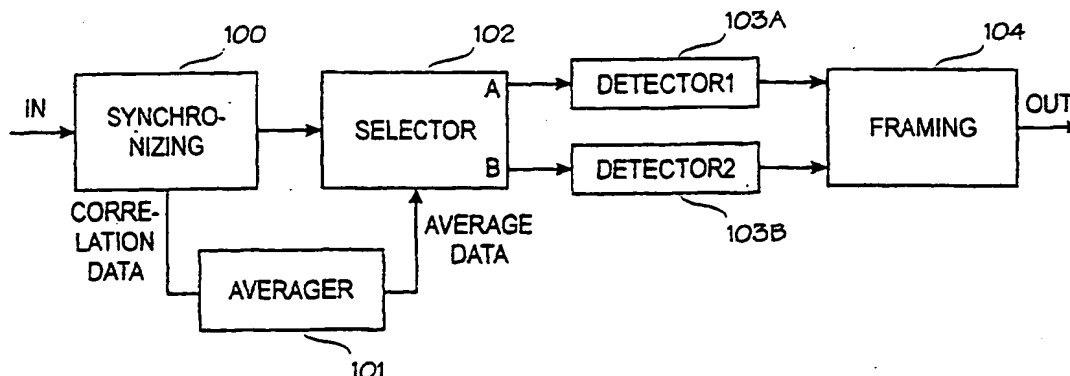 100
102
103A
104
IN
SYNCHRO-
NIZING
SELECTOR
A
B
DETECTOR1
DETECTOR2
FRAMING
OUT
103B
CORRE-
LATION
DATA
AVERAGE
DATA
AVERAGER
101